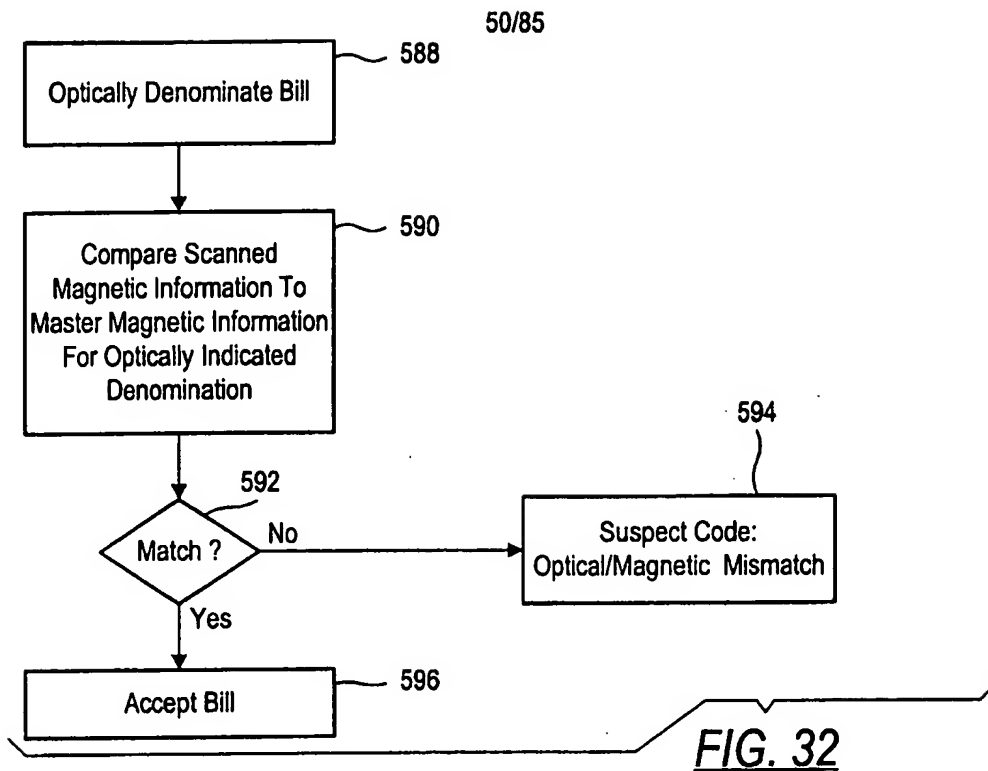 50/85
588
Optically Denominate Bill
590
Compare Scanned
Magnetic Information To
Master Magnetic Information
For Optically Indicated
Denomination
592
Match ?
No
594
Suspect Code:
Optical/Magnetic Mismatch
Yes
Accept Bill
596
FIG. 32